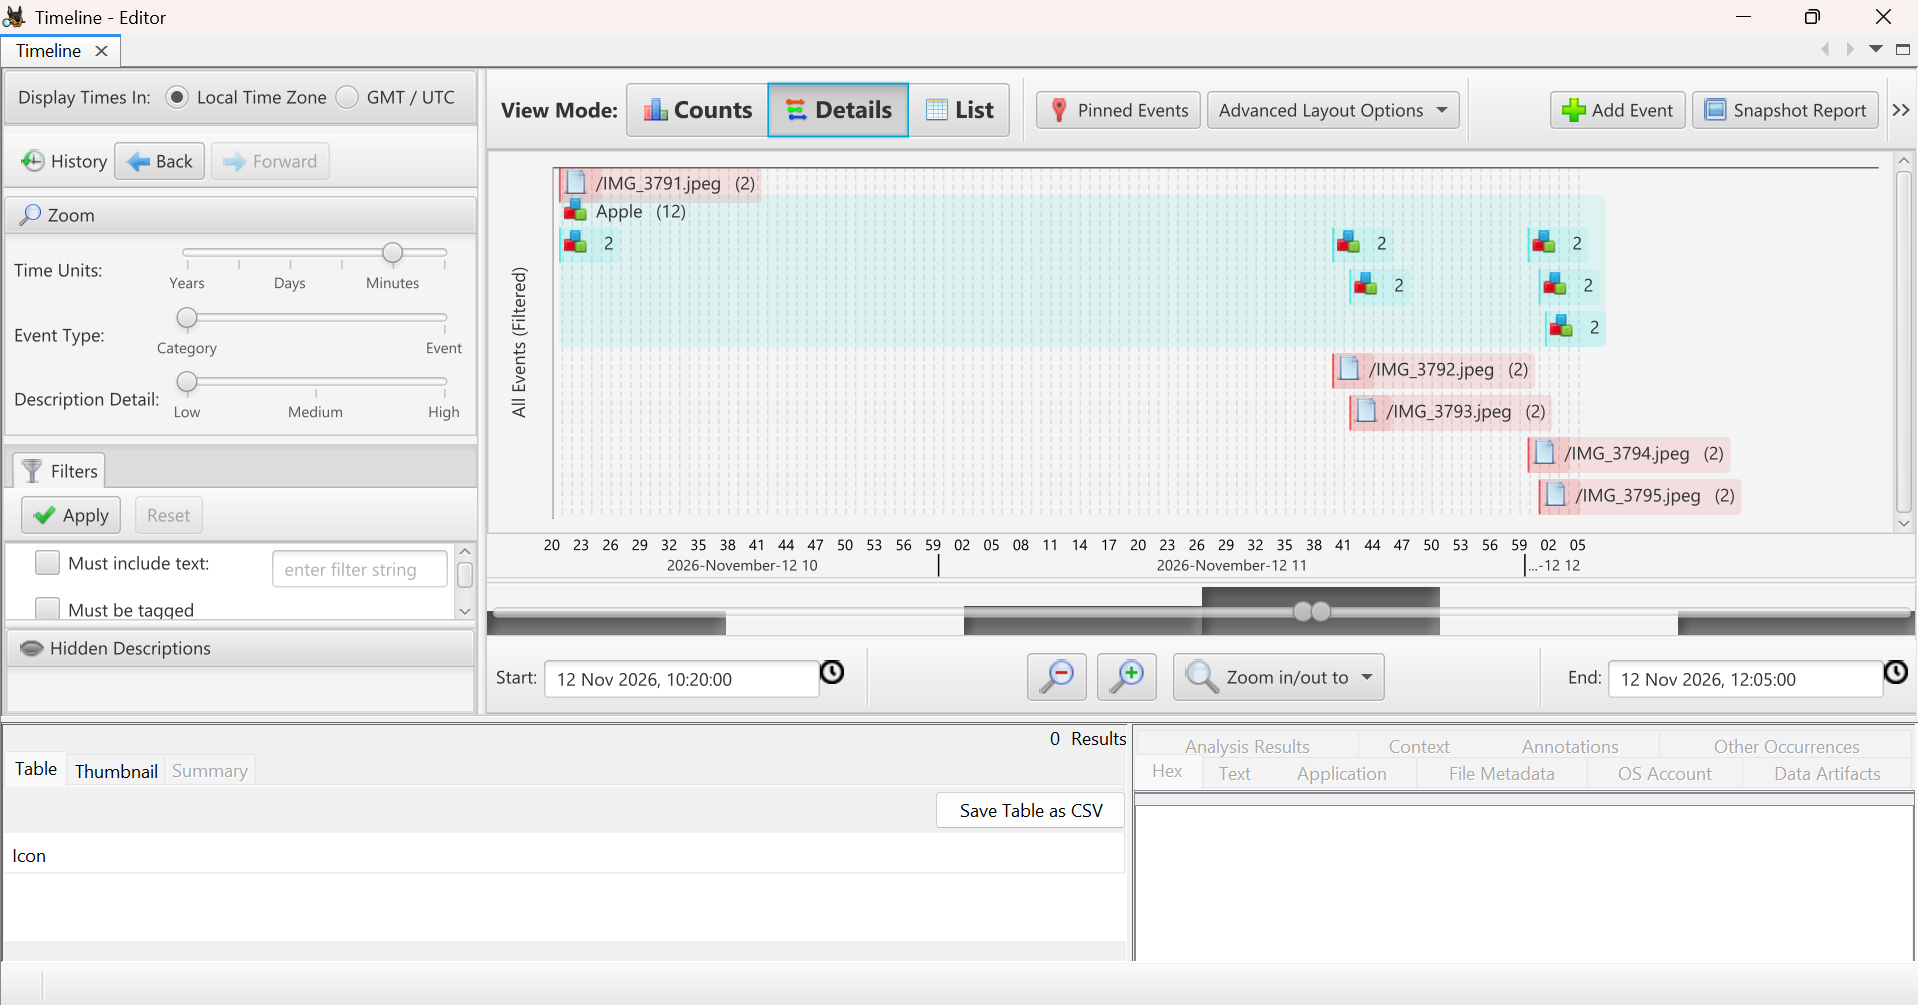 Timeline - Editor
Timeline
Display Times In: Local Time Zone GMT / UTC
History Back Forward
Zoom
Time Units:
Years Days Minutes
Event Type:
Category Event
Description Detail:
Low Medium High
Filters
Apply Reset
Must include text: enter filter string
Must be tagged
Hidden Descriptions
View Mode: Counts Details List Pinned Events Advanced Layout Options Add Event Snapshot Report >>
All Events (Filtered)
/IMG_3791.jpeg (2)
Apple (12)
2 2 2
2 2
2
/IMG_3792.jpeg (2)
/IMG_3793.jpeg (2)
/IMG_3794.jpeg (2)
/IMG_3795.jpeg (2)
20 23 26 29 32 35 38 41 44 47 50 53 56 59 02 05 08 11 14 17 20 23 26 29 32 35 38 41 44 47 50 53 56 59 02 05
2026-November-12 10 2026-November-12 11 ...-12 12
Start: 12 Nov 2026, 10:20:00 Zoom in/out to End: 12 Nov 2026, 12:05:00
0 Results
Table Thumbnail Summary
Save Table as CSV
Icon
Analysis Results Context Annotations Other Occurrences
Hex Text Application File Metadata OS Account Data Artifacts